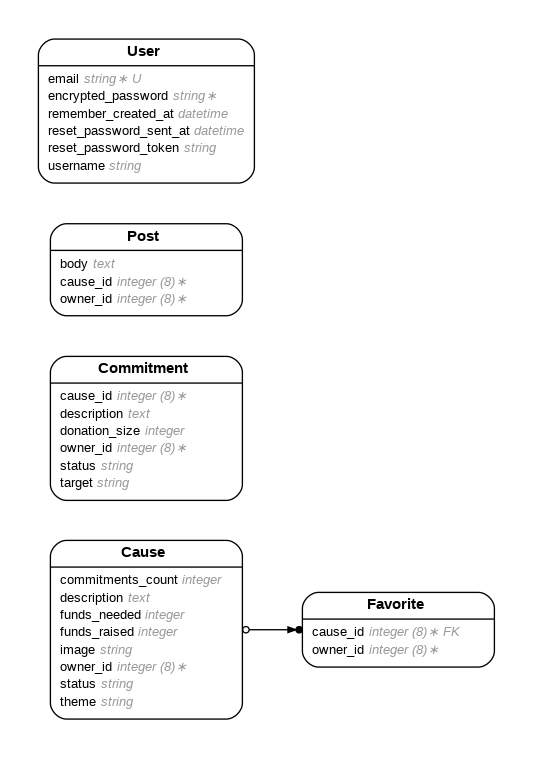 User
email string∗ U
encrypted_password string∗
remember_created_at datetime
reset_password_sent_at datetime
reset_password_token string
username string
Post
body text
cause_id integer (8)∗
owner_id integer (8)∗
Commitment
cause_id integer (8)∗
description text
donation_size integer
owner_id integer (8)∗
status string
target string
Cause
commitments_count integer
description text
funds_needed integer
funds_raised integer
image string
owner_id integer (8)∗
status string
theme string
Favorite
cause_id integer (8)∗ FK
owner_id integer (8)∗